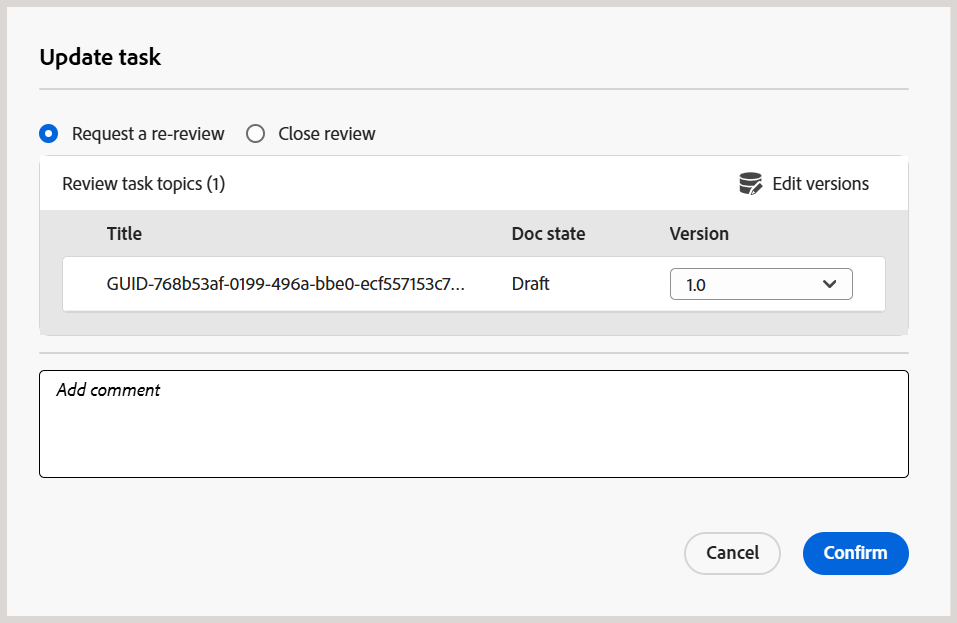 Update task
Request a re-review Close review
Review task topics (1) Edit versions
Title Doc state Version
GUID-768b53af-0199-496a-bbe0-ecf557153c7... Draft 1.0
Add comment
Cancel Confirm